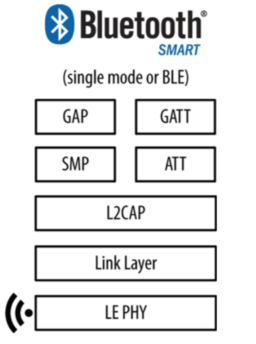 Bluetooth®
SMART
(single mode or BLE)
GAP GATT
SMP ATT
L2CAP
Link Layer
LE PHY